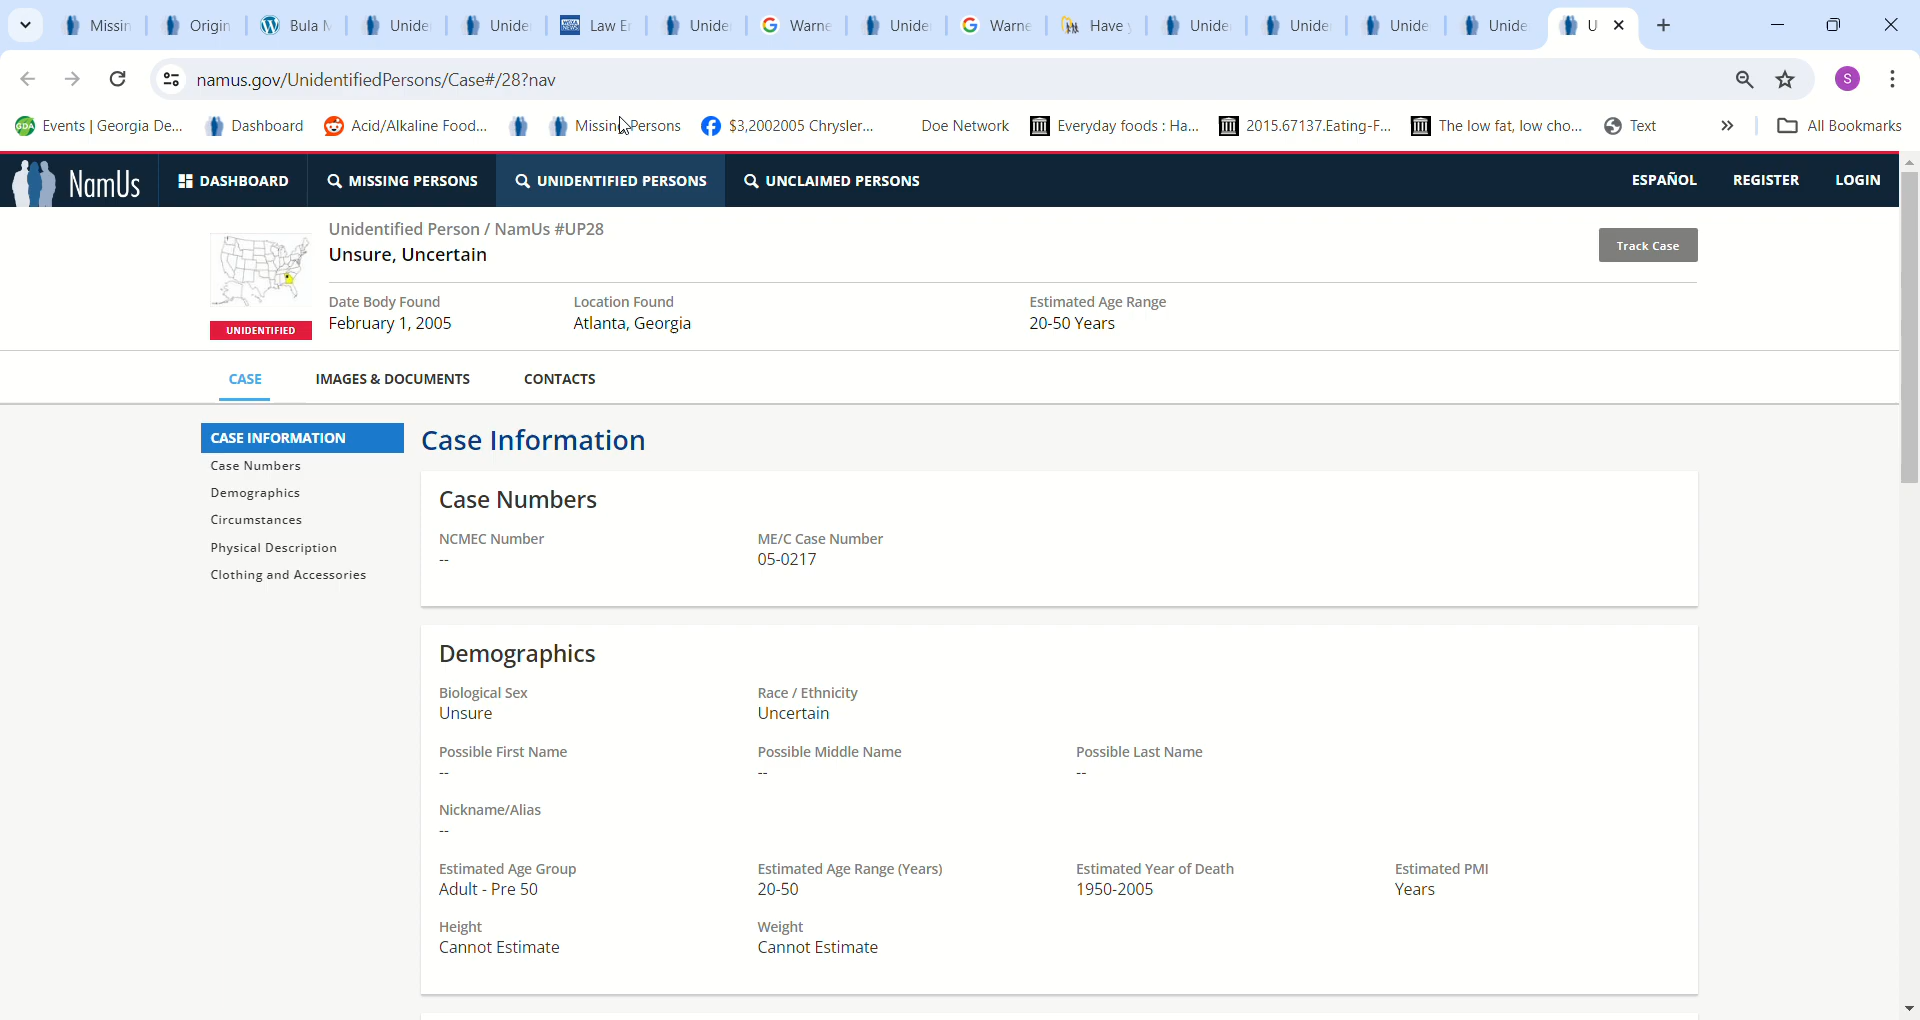 Missin
Origin
Bula M
Unide
Unide
Law Er
Unide
Warne
Unide
Warne
Have y
Unide
Unide
Unide
Unide
U
namus.gov/UnidentifiedPersons/Case#/28?nav
S
Events | Georgia De...
Dashboard
Acid/Alkaline Food...
Missing Persons
$3,2002005 Chrysler...
Doe Network
Everyday foods : Ha...
2015.67137.Eating-F...
The low fat, low cho...
Text
»
All Bookmarks
NamUs
DASHBOARD
MISSING PERSONS
UNIDENTIFIED PERSONS
UNCLAIMED PERSONS
ESPAÑOL
REGISTER
LOGIN
Unidentified Person / NamUs #UP28
Unsure, Uncertain
Track Case
UNIDENTIFIED
Date Body Found
February 1, 2005
Location Found
Atlanta, Georgia
Estimated Age Range
20-50 Years
CASE
IMAGES & DOCUMENTS
CONTACTS
CASE INFORMATION
Case Numbers
Demographics
Circumstances
Physical Description
Clothing and Accessories
Case Information
Case Numbers
NCMEC Number
--
ME/C Case Number
05-0217
Demographics
Biological Sex
Unsure
Race / Ethnicity
Uncertain
Possible First Name
--
Possible Middle Name
--
Possible Last Name
--
Nickname/Alias
--
Estimated Age Group
Adult - Pre 50
Estimated Age Range (Years)
20-50
Estimated Year of Death
1950-2005
Estimated PMI
Years
Height
Cannot Estimate
Weight
Cannot Estimate